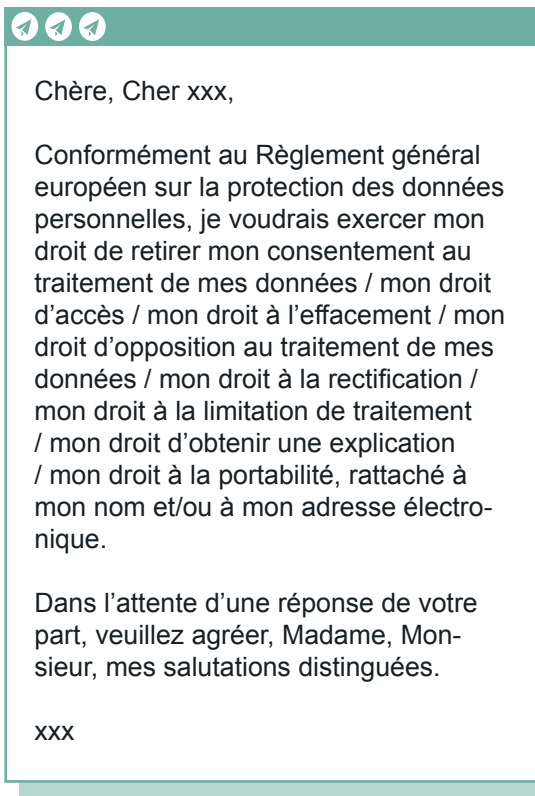 Chère, Cher xxx,
Conformément au Règlement général
européen sur la protection des données
personnelles, je voudrais exercer mon
droit de retirer mon consentement au
traitement de mes données / mon droit
d’accès / mon droit à l’effacement / mon
droit d’opposition au traitement de mes
données / mon droit à la rectification /
mon droit à la limitation de traitement
/ mon droit d’obtenir une explication
/ mon droit à la portabilité, rattaché à
mon nom et/ou à mon adresse électro-
nique.
Dans l’attente d’une réponse de votre
part, veuillez agréer, Madame, Mon-
sieur, mes salutations distinguées.
xxx